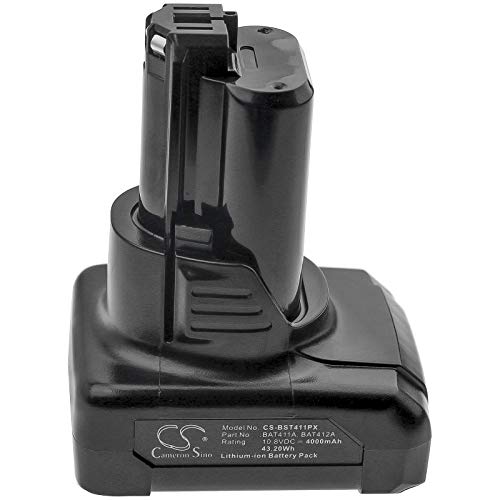 CS
Cameron Sino
Model No. : CS-BST411PX
Part No. : BAT411A, BAT412A
Rating : 10.8VDC ⎓ 4000mAh
43.20Wh
Lithium-ion Battery Pack